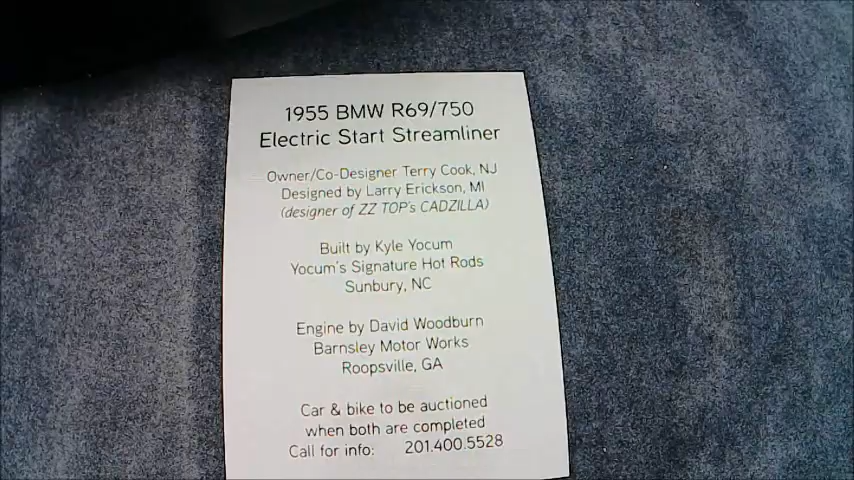 1955 BMW R69/750
Electric Start Streamliner
Owner/Co-Designer Terry Cook, NJ
Designed by Larry Erickson, MI
(designer of ZZ TOP's CADZILLA)
Built by Kyle Yocum
Yocum's Signature Hot Rods
Sunbury, NC
Engine by David Woodburn
Barnsley Motor Works
Roopsville, GA
Car & bike to be auctioned
when both are completed
Call for info: 201.400.5528